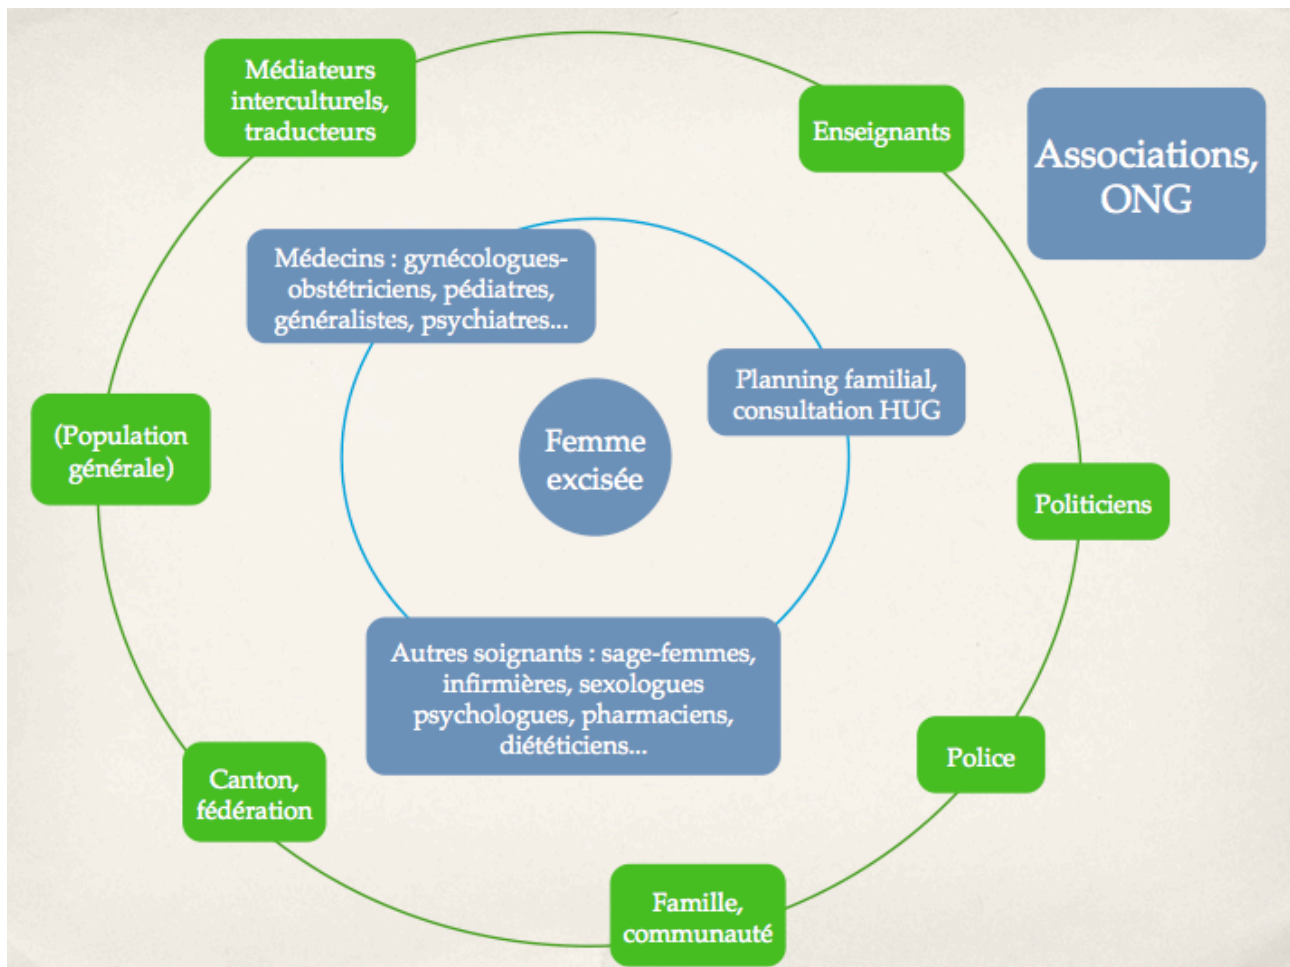 Médiateurs
interculturels,
traducteurs
Enseignants
Associations,
ONG
Médecins : gynécologues-
obstétriciens, pédiatres,
généralistes, psychiatres...
Planning familial,
consultation HUG
(Population
générale)
Femme
excisée
Politiciens
Autres soignants : sage-femmes,
infirmières, sexologues
psychologues, pharmaciens,
diététiciens...
Police
Canton,
fédération
Famille,
communauté